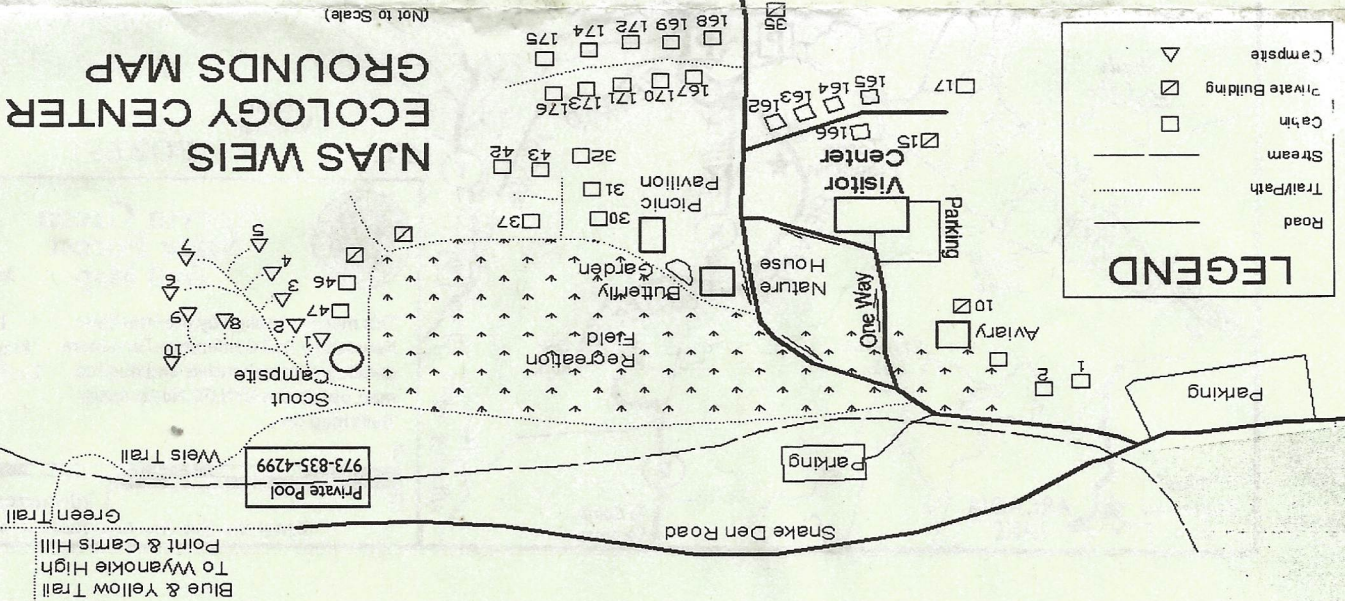 Blue & Yellow Trail
To Wyanokie High
Point & Carris Hill
Green Trail
Snake Den Road
Private Pool
973-835-4299
Weis Trail
Parking
Parking
Scout
Campsite
1
2
3
4
5
6
7
8
9
10
47
46
Recreation
Field
Butterfly
Garden
Nature
House
One Way
Aviary
10
1
2
Picnic
Pavilion
Visitor
Center
Parking
37
30
31
32
43
42
15
17
166
162
163
164
165
167
170
171
173
176
168
169
172
174
175
35
LEGEND
Road
Trail/Path
Stream
Cabin
Private Building
Campsite
NJAS WEIS
ECOLOGY CENTER
GROUNDS MAP
(Not to Scale)